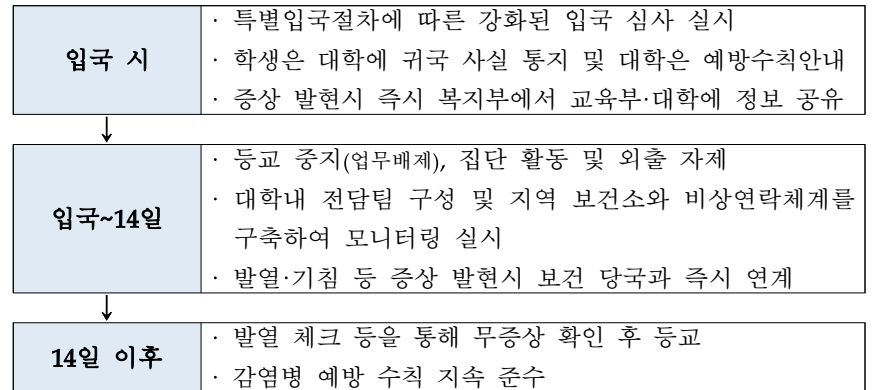 입국 시
· 특별입국절차에 따른 강화된 입국 심사 실시
· 학생은 대학에 귀국 사실 통지 및 대학은 예방수칙안내
· 증상 발현시 즉시 복지부에서 교육부·대학에 정보 공유
↓
입국~14일
· 등교 중지(업무배제), 집단 활동 및 외출 자제
· 대학내 전담팀 구성 및 지역 보건소와 비상연락체계를
구축하여 모니터링 실시
· 발열·기침 등 증상 발현시 보건 당국과 즉시 연계
↓
14일 이후
· 발열 체크 등을 통해 무증상 확인 후 등교
· 감염병 예방 수칙 지속 준수